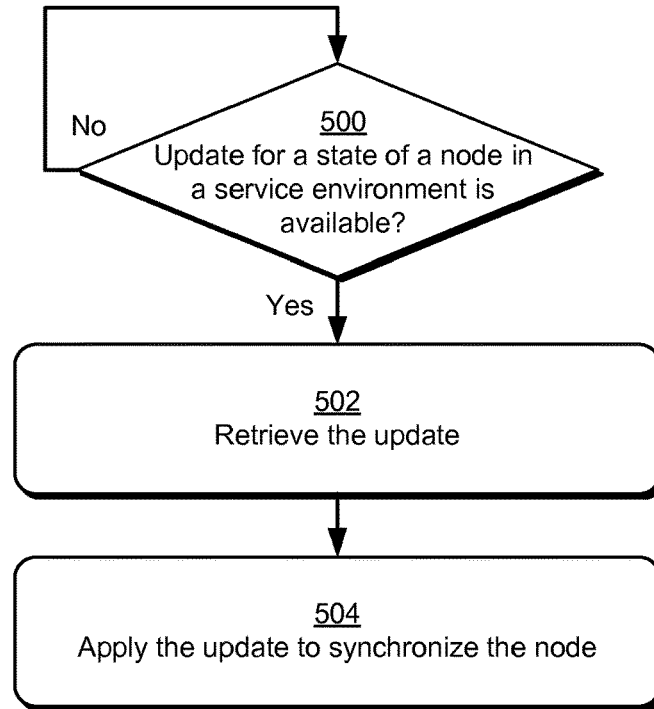 500
Update for a state of a node in
a service environment is
available?
No
Yes
502
Retrieve the update
504
Apply the update to synchronize the node